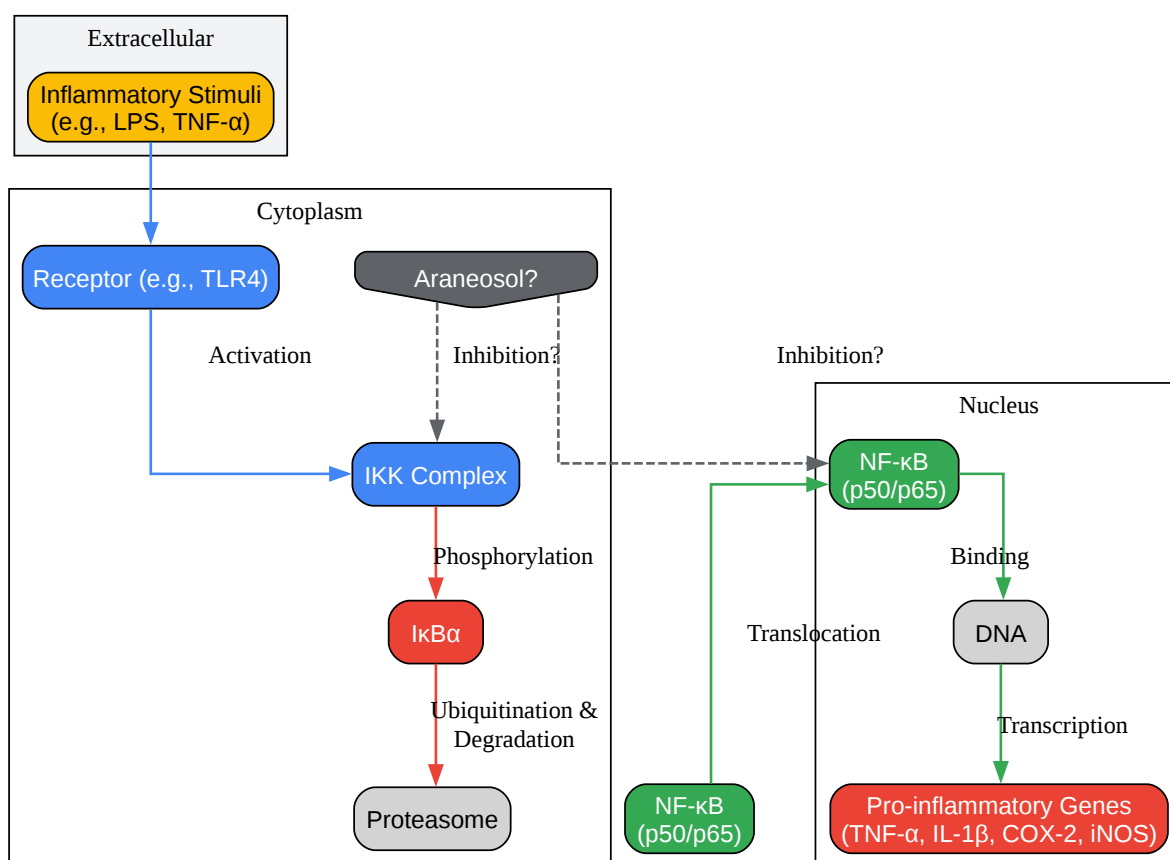 Extracellular
Inflammatory Stimuli
(e.g., LPS, TNF-α)
Cytoplasm
Receptor (e.g., TLR4)
Araneosol?
Activation
Inhibition?
Inhibition?
Nucleus
IKK Complex
NF-κB
(p50/p65)
Phosphorylation
Binding
IκBα
Translocation
DNA
Ubiquitination &
Degradation
Transcription
Proteasome
NF-κB
(p50/p65)
Pro-inflammatory Genes
(TNF-α, IL-1β, COX-2, iNOS)